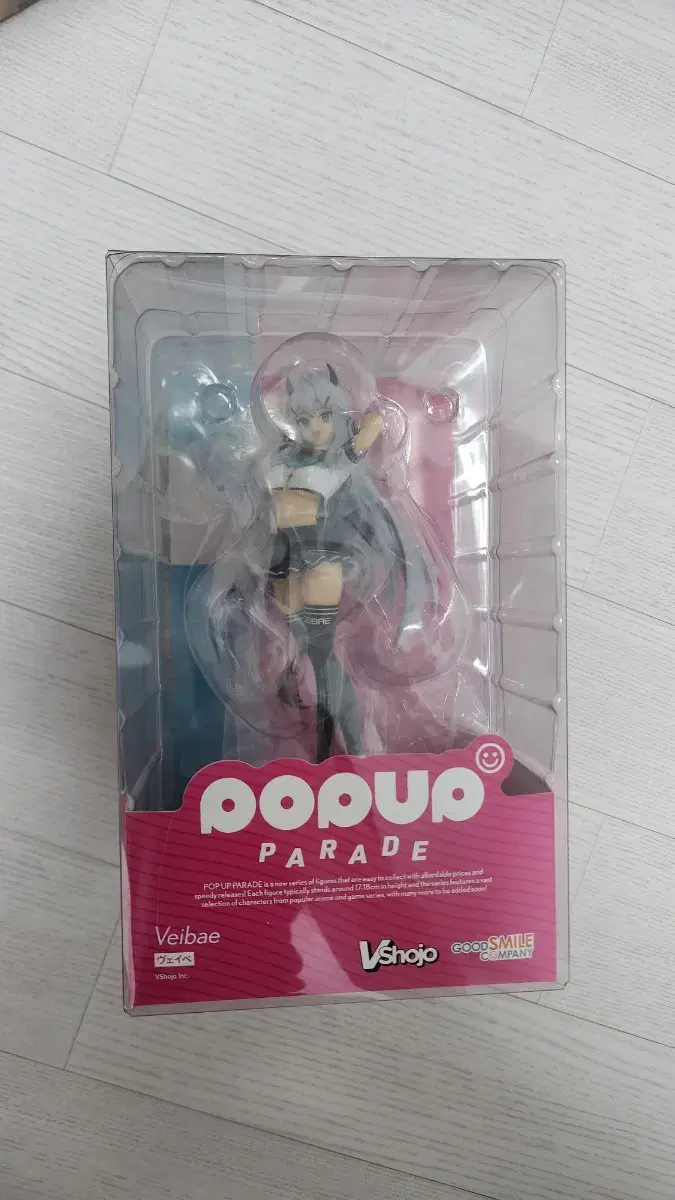 EBAE
POPUP
PARADE
POP UP PARADE is a new series of figures that are easy to collect with affordable prices and
speedy releases! Each figure typically stands around 17-18cm in height and the series features a vast
selection of characters from popular anime and game series, with many more to be added soon!
Veibae
ヴェイベ
VShojo Inc.
VShojo
GOOD SMILE
COMPANY